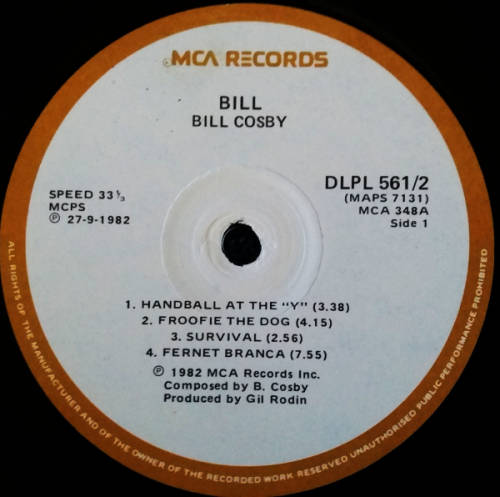 MCA RECORDS
BILL
BILL COSBY
SPEED 33⅓
MCPS
℗ 27-9-1982
DLPL 561/2
(MAPS 7131)
MCA 348A
Side 1
1. HANDBALL AT THE "Y" (3.38)
2. FROOFIE THE DOG (4.15)
3. SURVIVAL (2.56)
4. FERNET BRANCA (7.55)
℗ 1982 MCA Records Inc.
Composed by B. Cosby
Produced by Gil Rodin
ALL RIGHTS OF THE MANUFACTURER AND OF THE OWNER OF THE RECORDED WORK RESERVED UNAUTHORISED PUBLIC PERFORMANCE PROHIBITED